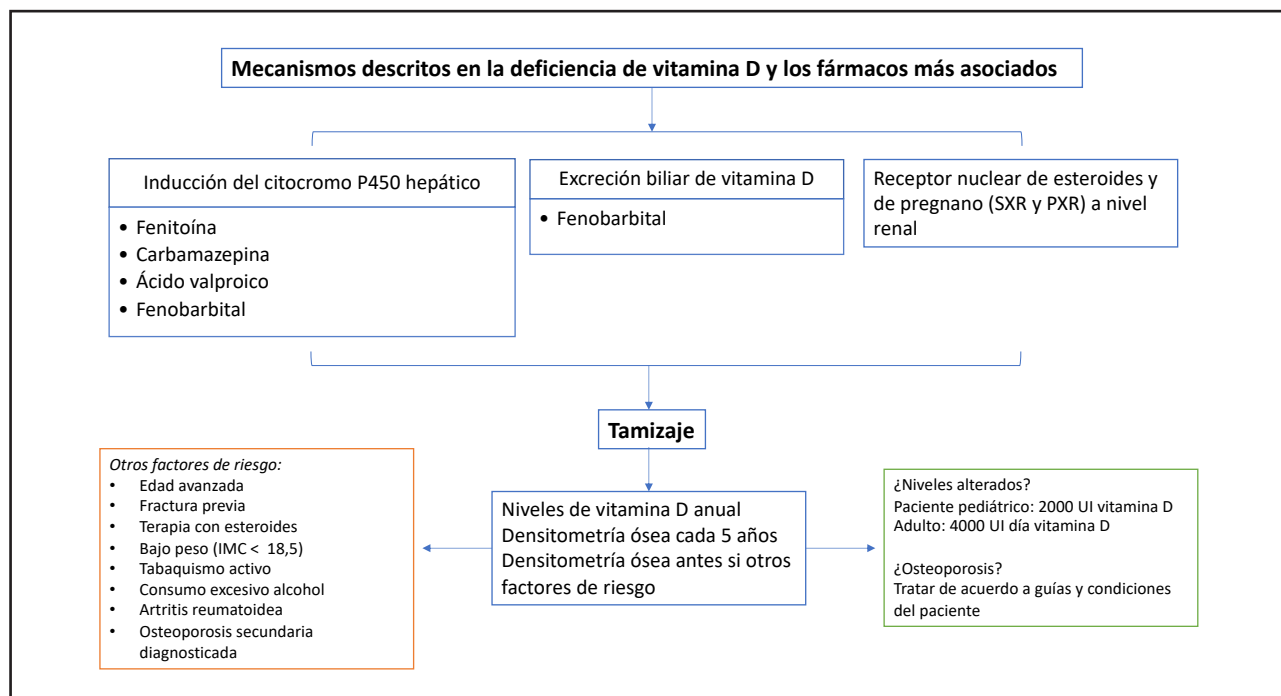 Mecanismos descritos en la deficiencia de vitamina D y los fármacos más asociados
Inducción del citocromo P450 hepático
• Fenitoína
• Carbamazepina
• Ácido valproico
• Fenobarbital
Excreción biliar de vitamina D
• Fenobarbital
Receptor nuclear de esteroides y
de pregnano (SXR y PXR) a nivel
renal
Tamizaje
Otros factores de riesgo:
• Edad avanzada
• Fractura previa
• Terapia con esteroides
• Bajo peso (IMC < 18,5)
• Tabaquismo activo
• Consumo excesivo alcohol
• Artritis reumatoidea
• Osteoporosis secundaria
diagnosticada
Niveles de vitamina D anual
Densitometría ósea cada 5 años
Densitometría ósea antes si otros
factores de riesgo
¿Niveles alterados?
Paciente pediátrico: 2000 UI vitamina D
Adulto: 4000 UI día vitamina D
¿Osteoporosis?
Tratar de acuerdo a guías y condiciones
del paciente